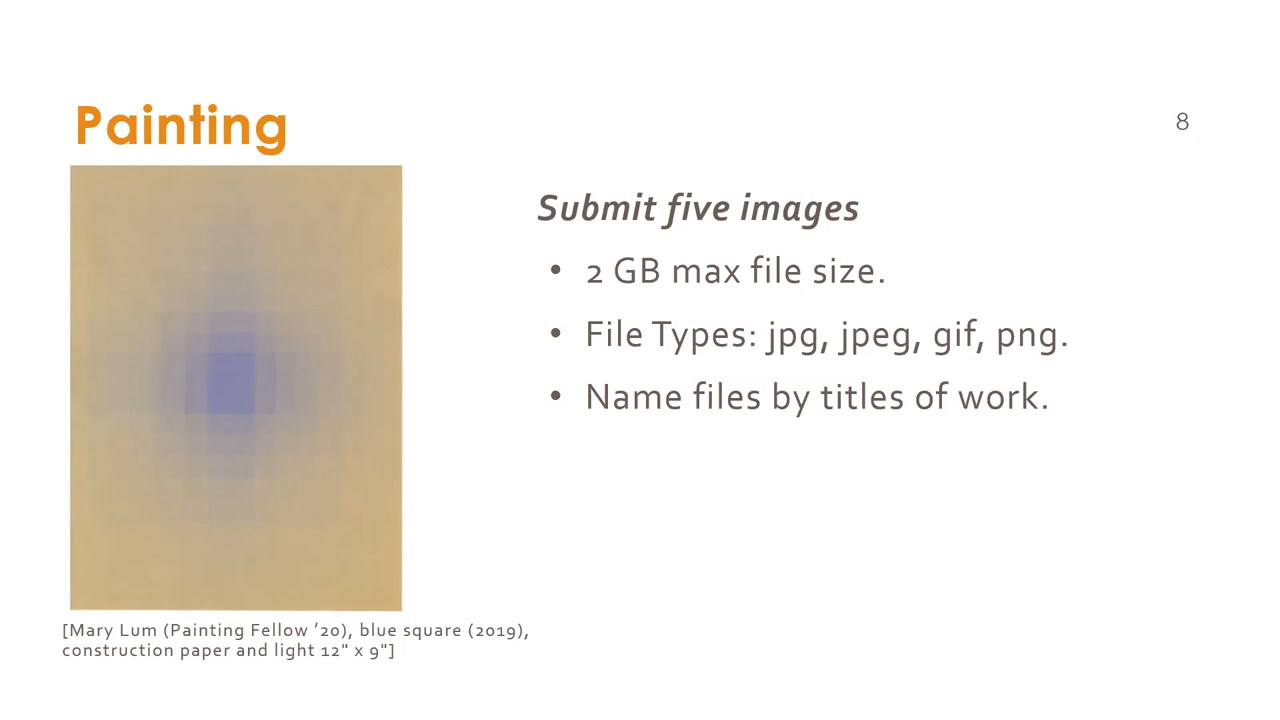 Painting
8
Submit five images
• 2 GB max file size.
• File Types: jpg, jpeg, gif, png.
• Name files by titles of work.
[Mary Lum (Painting Fellow ’20), blue square (2019),
construction paper and light 12" x 9"]